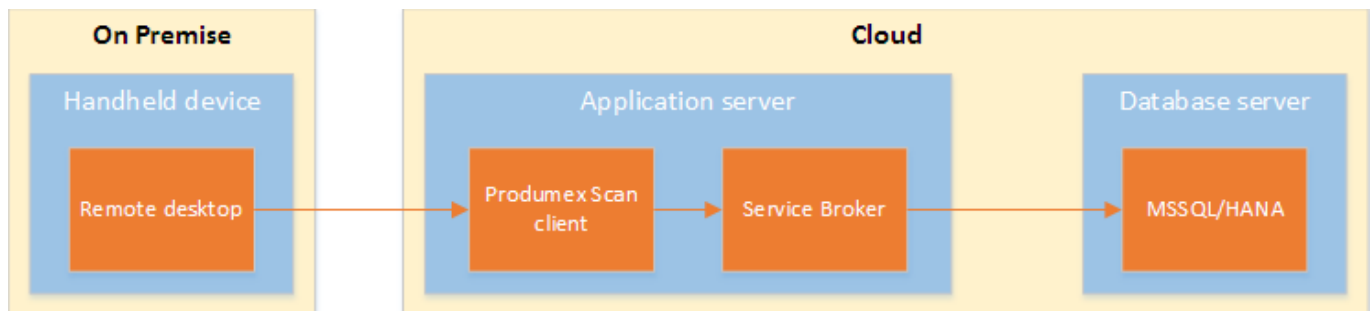 On Premise
Cloud
Handheld device
Application server
Database server
Remote desktop
Produmex Scan
client
Service Broker
MSSQL/HANA